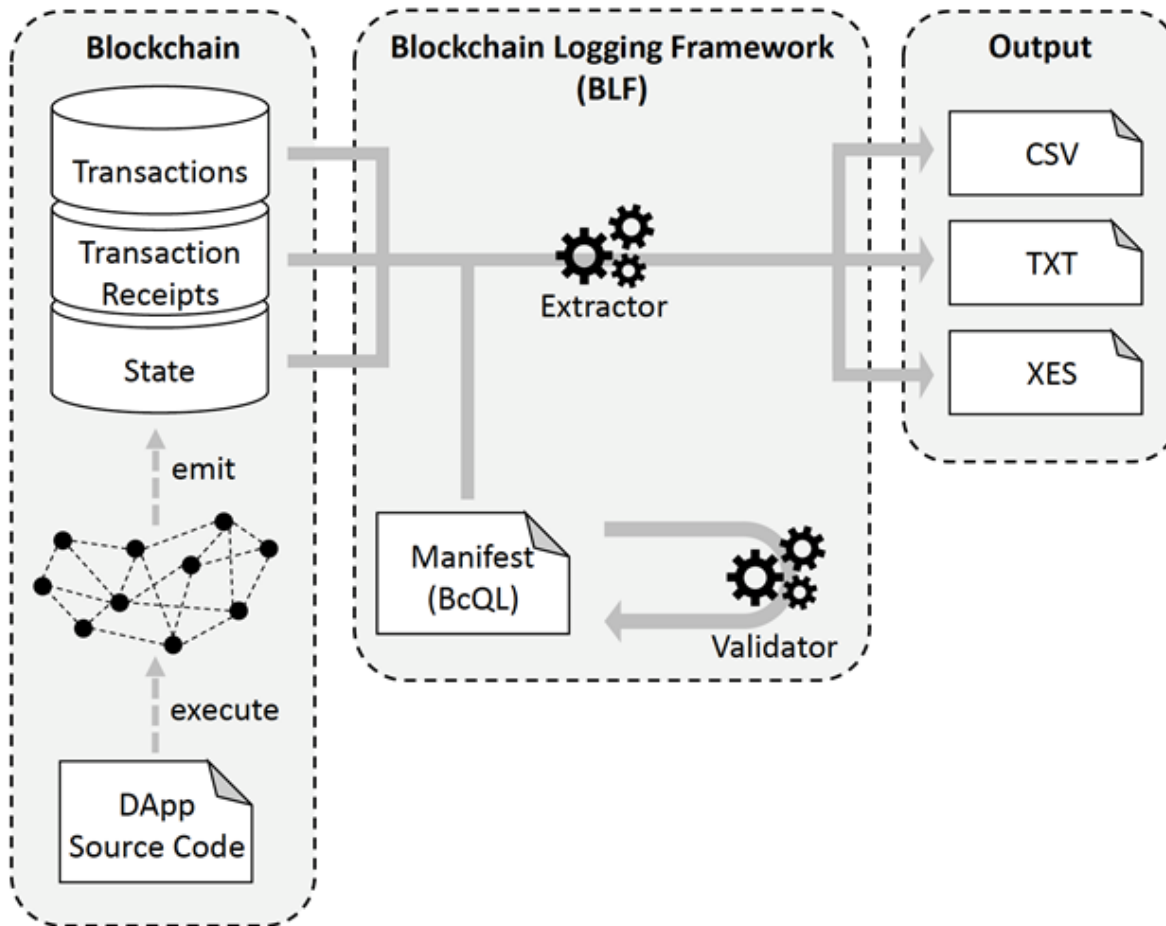 Blockchain
Transactions
Transaction
Receipts
State
emit
execute
DApp
Source Code
Blockchain Logging Framework
(BLF)
Extractor
Manifest
(BcQL)
Validator
Output
CSV
TXT
XES